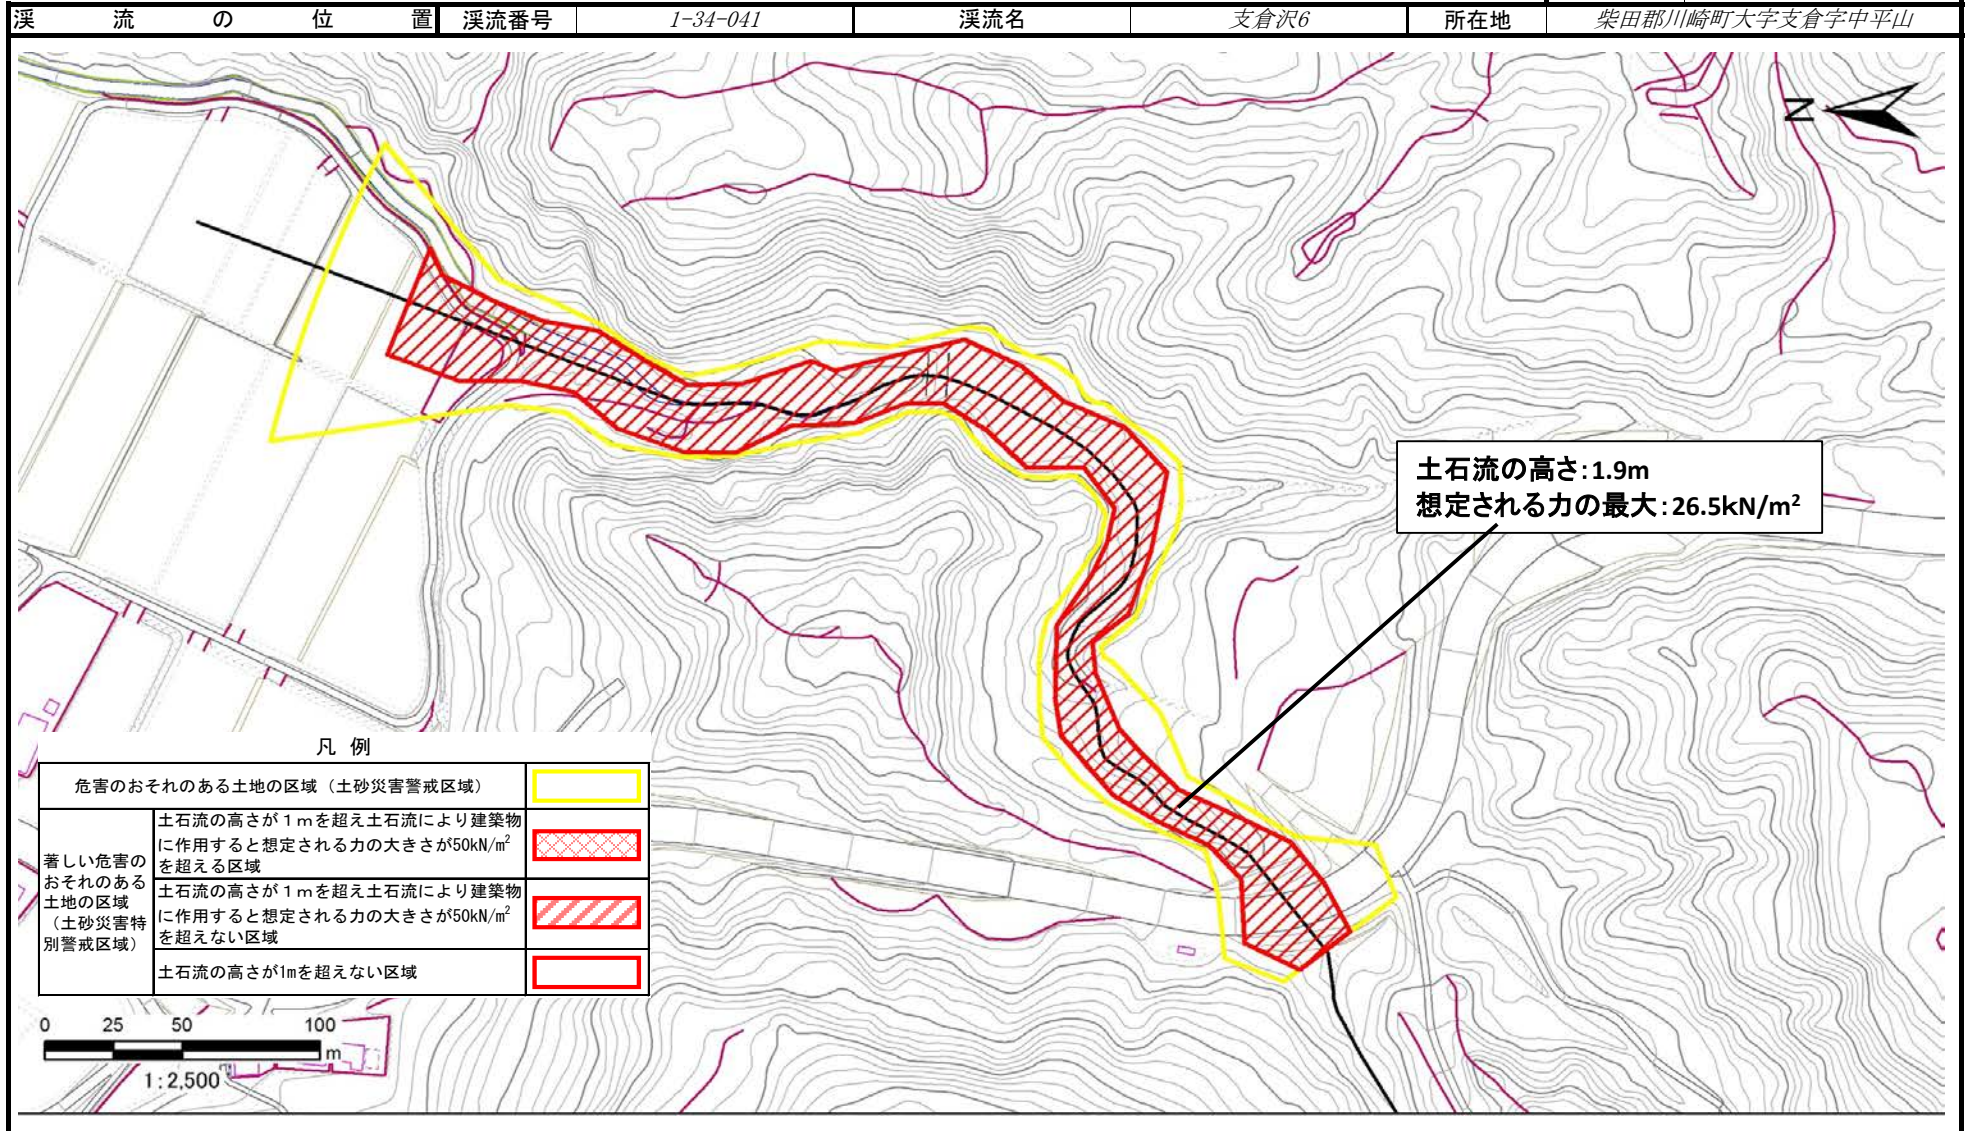 渓流の位置 渓流番号 1-34-041 渓流名 支倉沢6 所在地 柴田郡川崎町大字支倉字中平山
N
土石流の高さ:1.9m
想定される力の最大:26.5kN/m²
凡 例
危害のおそれのある土地の区域（土砂災害警戒区域）
著しい危害の
おそれのある
土地の区域
（土砂災害特
別警戒区域）
土石流の高さが１ｍを超え土石流により建築物
に作用すると想定される力の大きさが50kN/m²
を超える区域
土石流の高さが１ｍを超え土石流により建築物
に作用すると想定される力の大きさが50kN/m²
を超えない区域
土石流の高さが1mを超えない区域
0 25 50 100
m
1:2,500